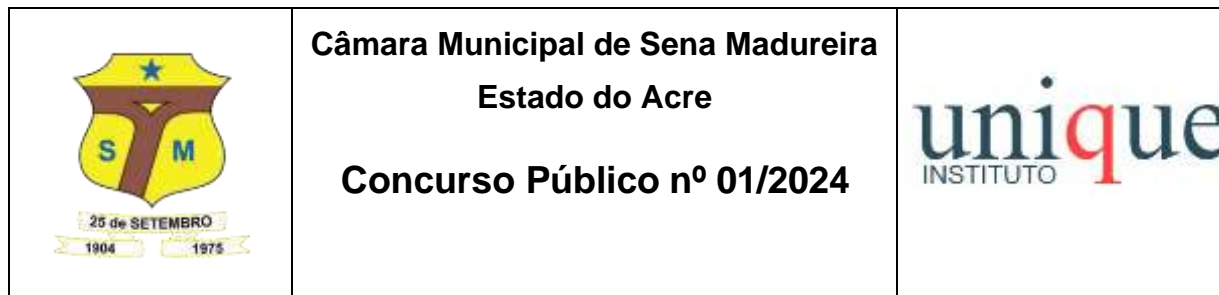 S M
25 de SETEMBRO
1904 1975
Câmara Municipal de Sena Madureira
Estado do Acre
Concurso Público nº 01/2024
unique
INSTITUTO